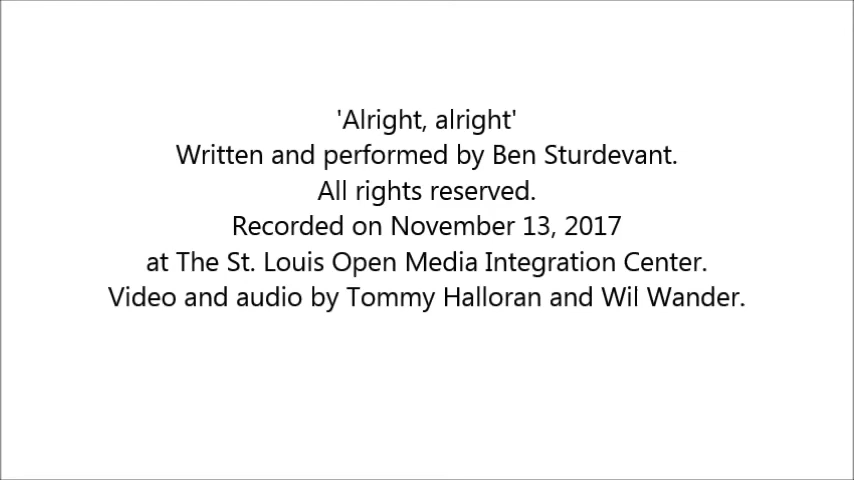 'Alright, alright'
Written and performed by Ben Sturdevant.
All rights reserved.
Recorded on November 13, 2017
at The St. Louis Open Media Integration Center.
Video and audio by Tommy Halloran and Wil Wander.